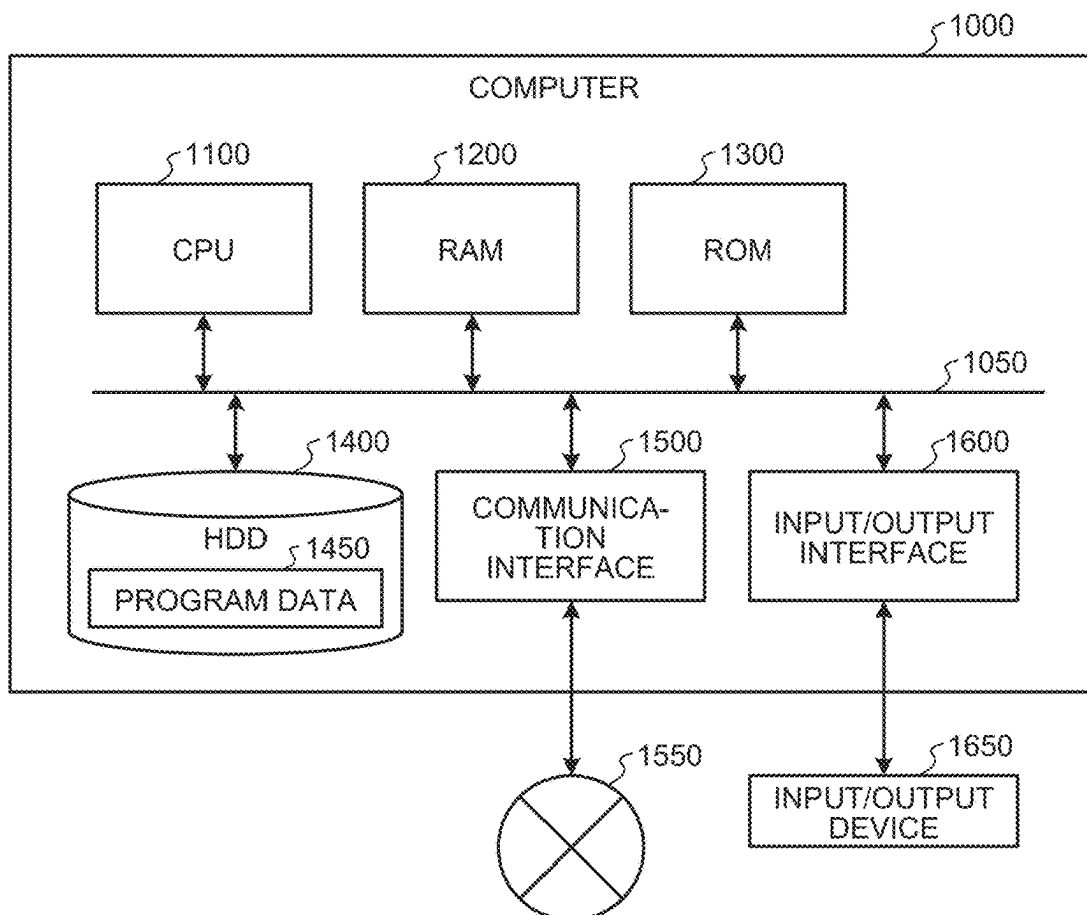 1000
COMPUTER
1100
1200
1300
CPU
RAM
ROM
1050
1400
1500
1600
HDD
1450
PROGRAM DATA
COMMUNICA-
TION
INTERFACE
INPUT/OUTPUT
INTERFACE
1550
1650
INPUT/OUTPUT
DEVICE